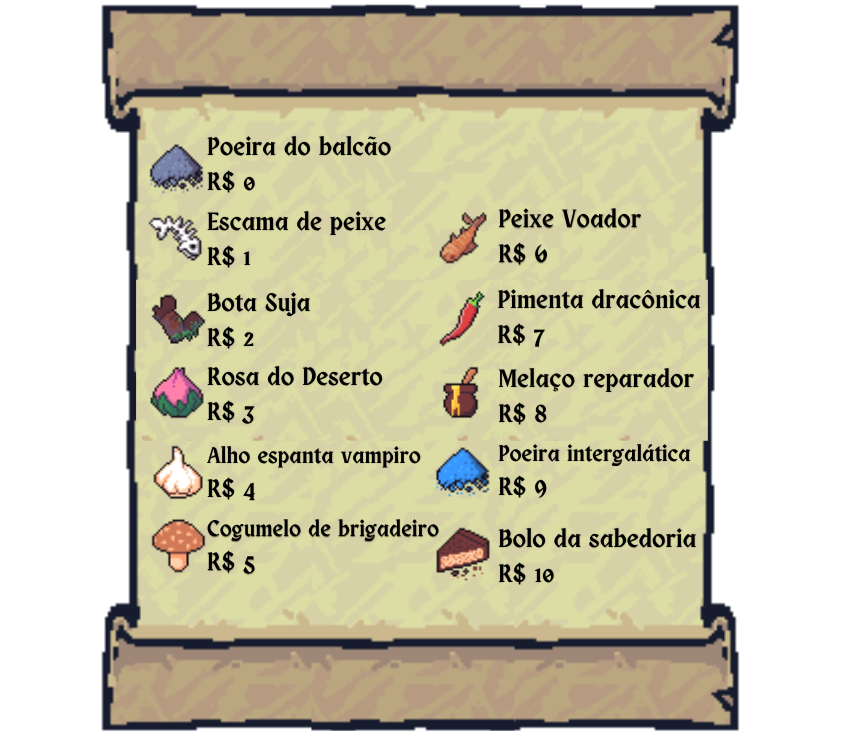 Poeira do balcão
R$ 0
Escama de peixe
R$ 1
Bota Suja
R$ 2
Rosa do Deserto
R$ 3
Alho espanta vampiro
R$ 4
Cogumelo de brigadeiro
R$ 5
Peixe Voador
R$ 6
Pimenta dracônica
R$ 7
Melaço reparador
R$ 8
Poeira intergalática
R$ 9
Bolo da sabedoria
R$ 10